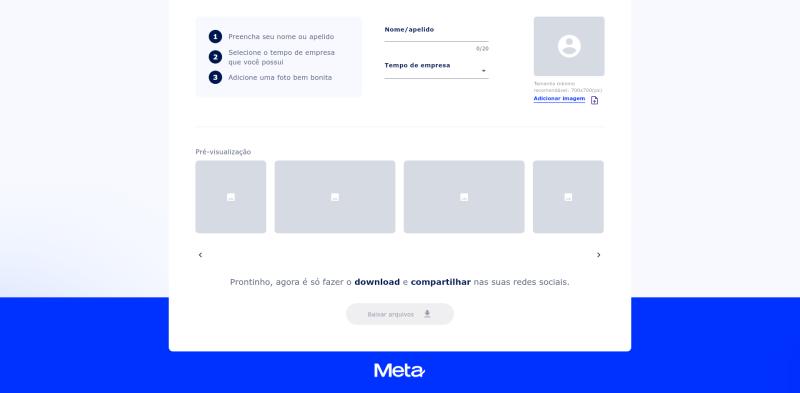 1 Preencha seu nome ou apelido
2 Selecione o tempo de empresa
que você possui
3 Adicione uma foto bem bonita
Nome/apelido
0/20
Tempo de empresa
Tamanho mínimo
recomendável: 700x700(px)
Adicionar imagem
Pré-visualização
Prontinho, agora é só fazer o download e compartilhar nas suas redes sociais.
Baixar arquivos
Meta